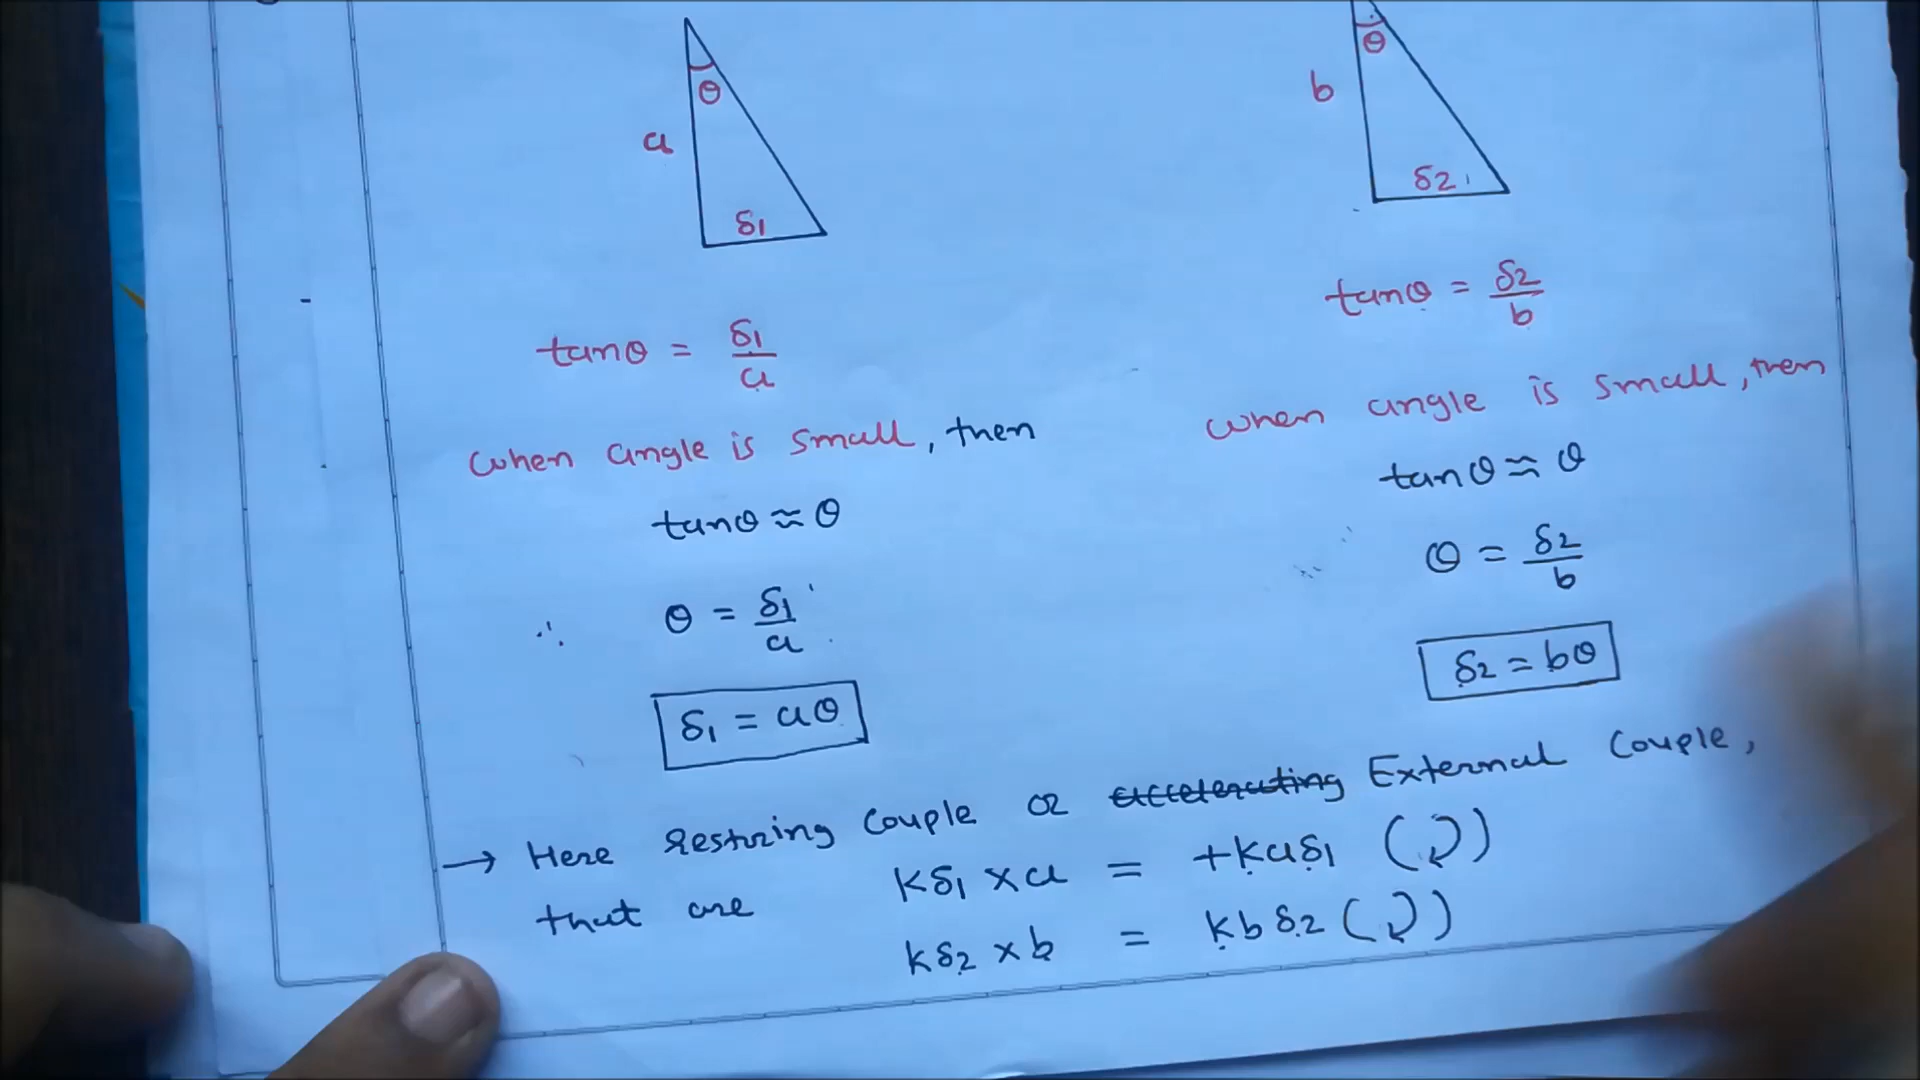 θ
a
δ1
tanθ = δ1/a
When angle is small, then
tanθ ≈ θ
∴ θ = δ1/a
δ1 = aθ
θ
b
δ2
tanθ = δ2/b
When angle is small, then
tanθ ≈ θ
θ = δ2/b
δ2 = bθ
→ Here Restoring Couple or accelerating External Couple,
that are Kδ1 × a = +Kaδ1 (↻)
Kδ2 × b = Kbδ2 (↻)